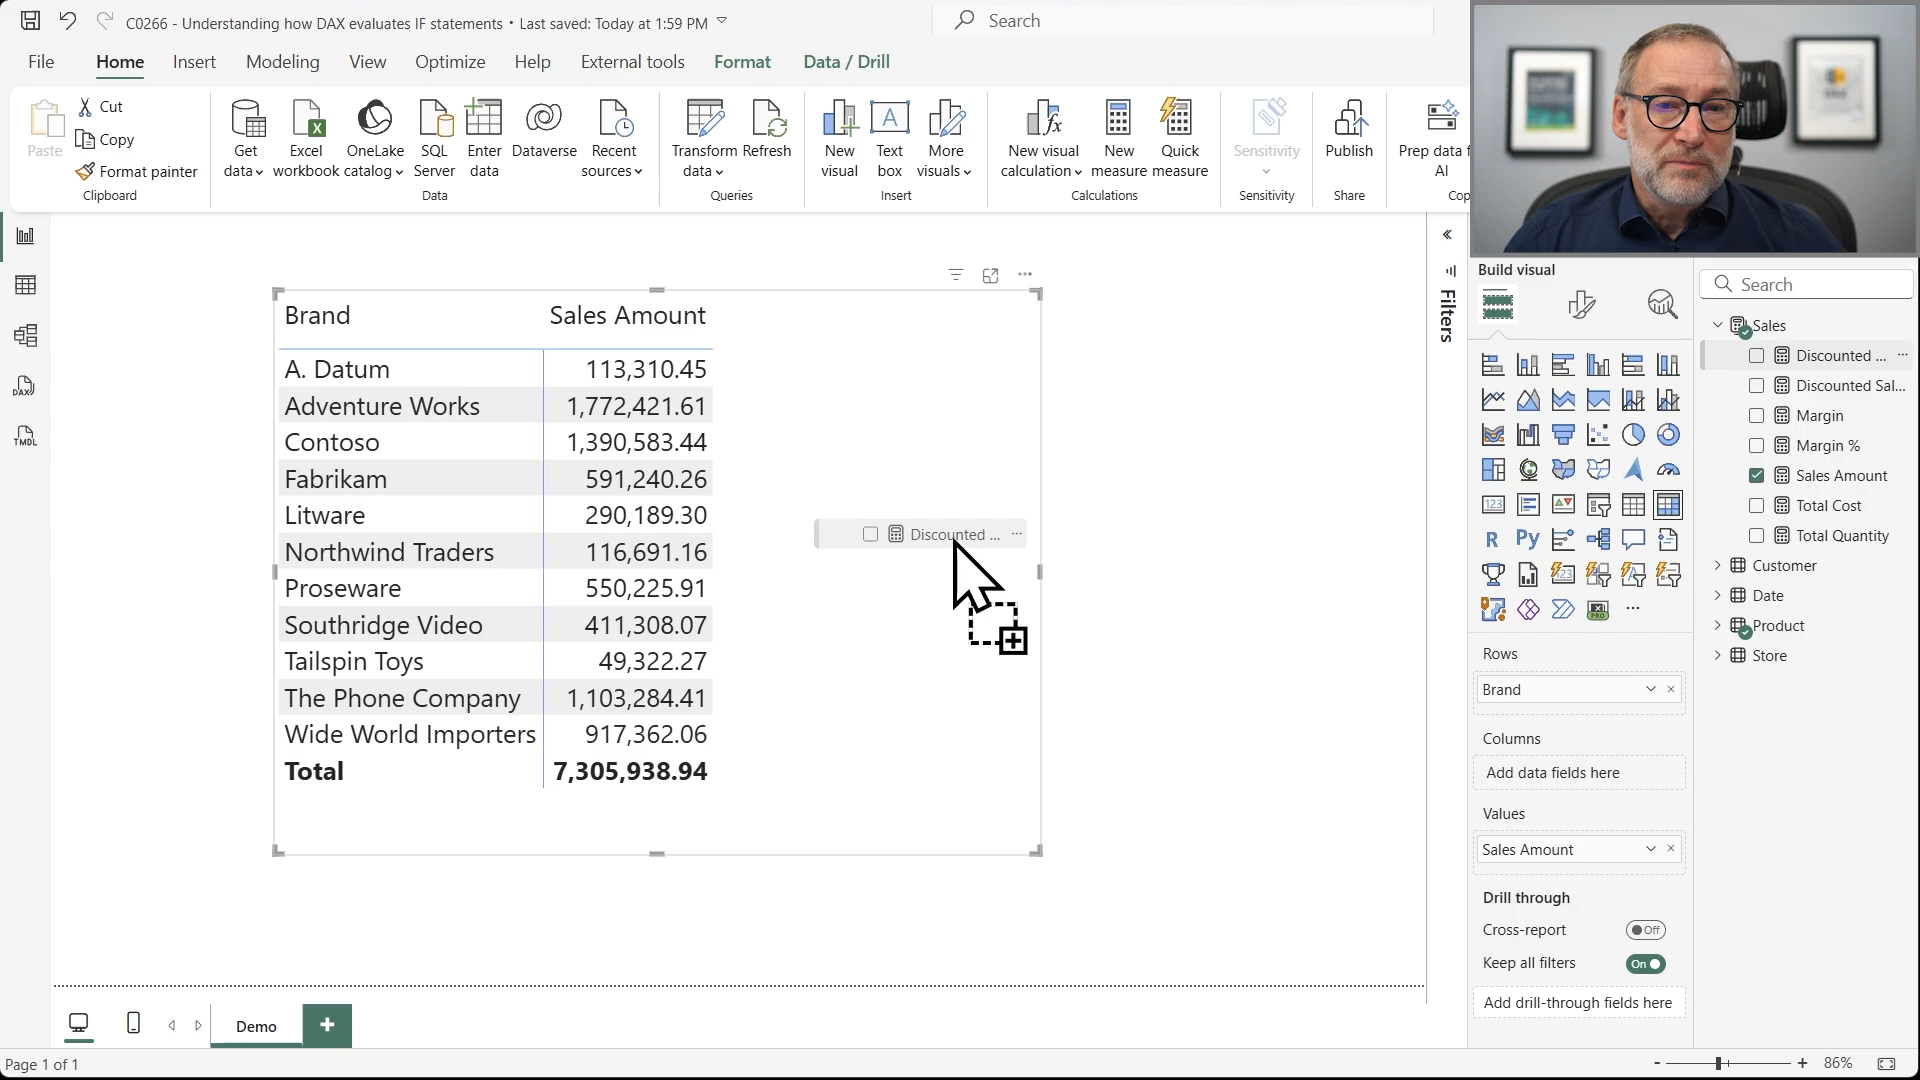 C0266 - Understanding how DAX evaluates IF statements • Last saved: Today at 1:59 PM
Search
File Home Insert Modeling View Optimize Help External tools Format Data / Drill
Paste
Cut
Copy
Format painter
Clipboard
Get data
Excel workbook
OneLake catalog
SQL Server
Enter data
Dataverse
Recent sources
Data
Transform data
Refresh
Queries
New visual
Text box
More visuals
Insert
New visual calculation
New measure
Quick measure
Calculations
Sensitivity
Sensitivity
Publish
Share
Prep data f
AI
Cop
DAX
TMDL
Brand Sales Amount
A. Datum 113,310.45
Adventure Works 1,772,421.61
Contoso 1,390,583.44
Fabrikam 591,240.26
Litware 290,189.30
Northwind Traders 116,691.16
Proseware 550,225.91
Southridge Video 411,308.07
Tailspin Toys 49,322.27
The Phone Company 1,103,284.41
Wide World Importers 917,362.06
Total 7,305,938.94
Discounted ...
Filters
Build visual
123
R Py
123
PRO
Rows
Brand
Columns
Add data fields here
Values
Sales Amount
Drill through
Cross-report Off
Keep all filters On
Add drill-through fields here
Search
Sales
Discounted ...
Discounted Sal...
Margin
Margin %
Sales Amount
Total Cost
Total Quantity
Customer
Date
Product
Store
Demo
Page 1 of 1
- + 86%